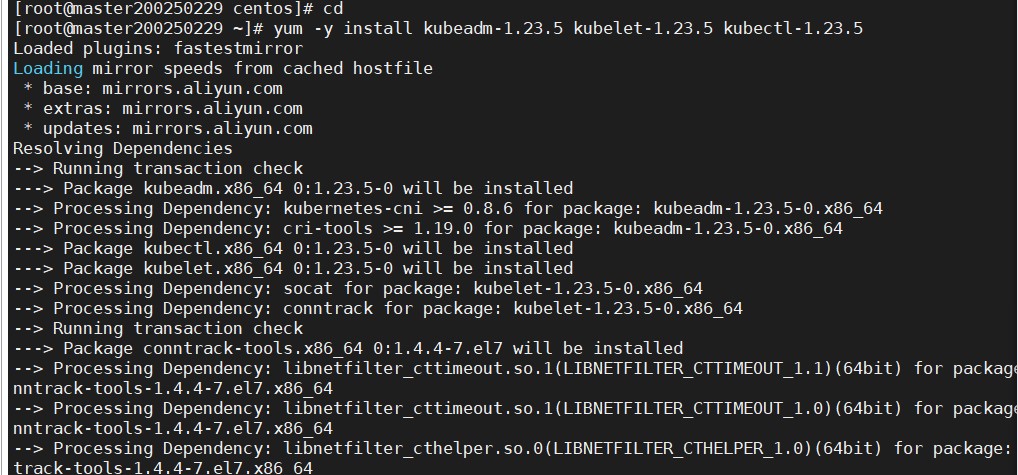 [root@master200250229 centos]# cd
[root@master200250229 ~]# yum -y install kubeadm-1.23.5 kubelet-1.23.5 kubectl-1.23.5
Loaded plugins: fastestmirror
Loading mirror speeds from cached hostfile
 * base: mirrors.aliyun.com
 * extras: mirrors.aliyun.com
 * updates: mirrors.aliyun.com
Resolving Dependencies
--> Running transaction check
---> Package kubeadm.x86_64 0:1.23.5-0 will be installed
--> Processing Dependency: kubernetes-cni >= 0.8.6 for package: kubeadm-1.23.5-0.x86_64
--> Processing Dependency: cri-tools >= 1.19.0 for package: kubeadm-1.23.5-0.x86_64
---> Package kubectl.x86_64 0:1.23.5-0 will be installed
---> Package kubelet.x86_64 0:1.23.5-0 will be installed
--> Processing Dependency: socat for package: kubelet-1.23.5-0.x86_64
--> Processing Dependency: conntrack for package: kubelet-1.23.5-0.x86_64
--> Running transaction check
---> Package conntrack-tools.x86_64 0:1.4.4-7.el7 will be installed
--> Processing Dependency: libnetfilter_cttimeout.so.1(LIBNETFILTER_CTTIMEOUT_1.1)(64bit) for package
nntrack-tools-1.4.4-7.el7.x86_64
--> Processing Dependency: libnetfilter_cttimeout.so.1(LIBNETFILTER_CTTIMEOUT_1.0)(64bit) for package
nntrack-tools-1.4.4-7.el7.x86_64
--> Processing Dependency: libnetfilter_cthelper.so.0(LIBNETFILTER_CTHELPER_1.0)(64bit) for package:
track-tools-1.4.4-7.el7.x86_64